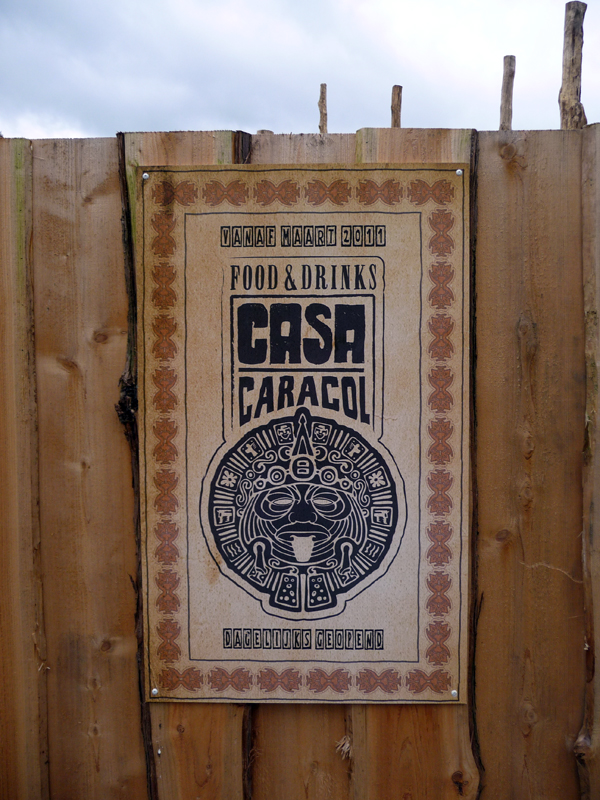 VANAF MAART 2011
FOOD & DRINKS
CASA
CARACOL
DAGELIJKS GEOPEND